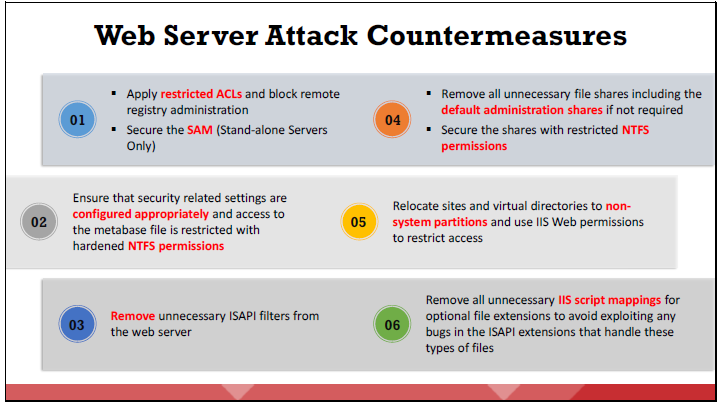 Web Server Attack Countermeasures
01
▪ Apply restricted ACLs and block remote
registry administration
▪ Secure the SAM (Stand-alone Servers
Only)
04
▪ Remove all unnecessary file shares including the
default administration shares if not required
▪ Secure the shares with restricted NTFS
permissions
02
Ensure that security related settings are
configured appropriately and access to
the metabase file is restricted with
hardened NTFS permissions
05
Relocate sites and virtual directories to non-
system partitions and use IIS Web permissions
to restrict access
03
Remove unnecessary ISAPI filters from
the web server
06
Remove all unnecessary IIS script mappings for
optional file extensions to avoid exploiting any
bugs in the ISAPI extensions that handle these
types of files